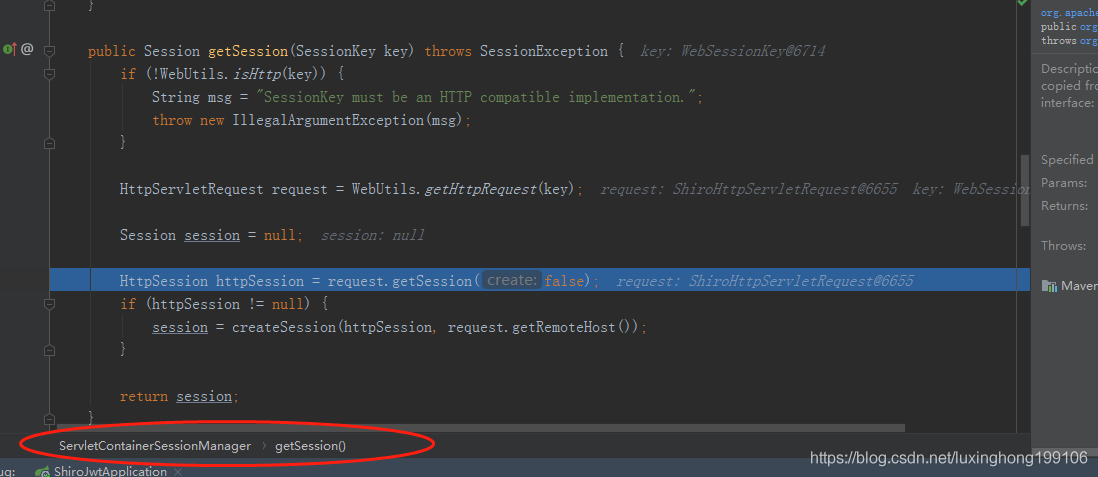 }
org.apache
public org
throws org
public Session getSession(SessionKey key) throws SessionException {  key: WebSessionKey@6714
if (!WebUtils.isHttp(key)) {
String msg = "SessionKey must be an HTTP compatible implementation.";
throw new IllegalArgumentException(msg);
}
Descriptio
copied fro
interface:
Specified
Params:
Returns:
Throws:
Maven
HttpServletRequest request = WebUtils.getHttpRequest(key);  request: ShiroHttpServletRequest@6655  key: WebSession
Session session = null;  session: null
HttpSession httpSession = request.getSession( create: false);  request: ShiroHttpServletRequest@6655
if (httpSession != null) {
session = createSession(httpSession, request.getRemoteHost());
}
return session;
}
ServletContainerSessionManager › getSession()
ug: ShiroJwtApplication ×
https://blog.csdn.net/luxinghong199106